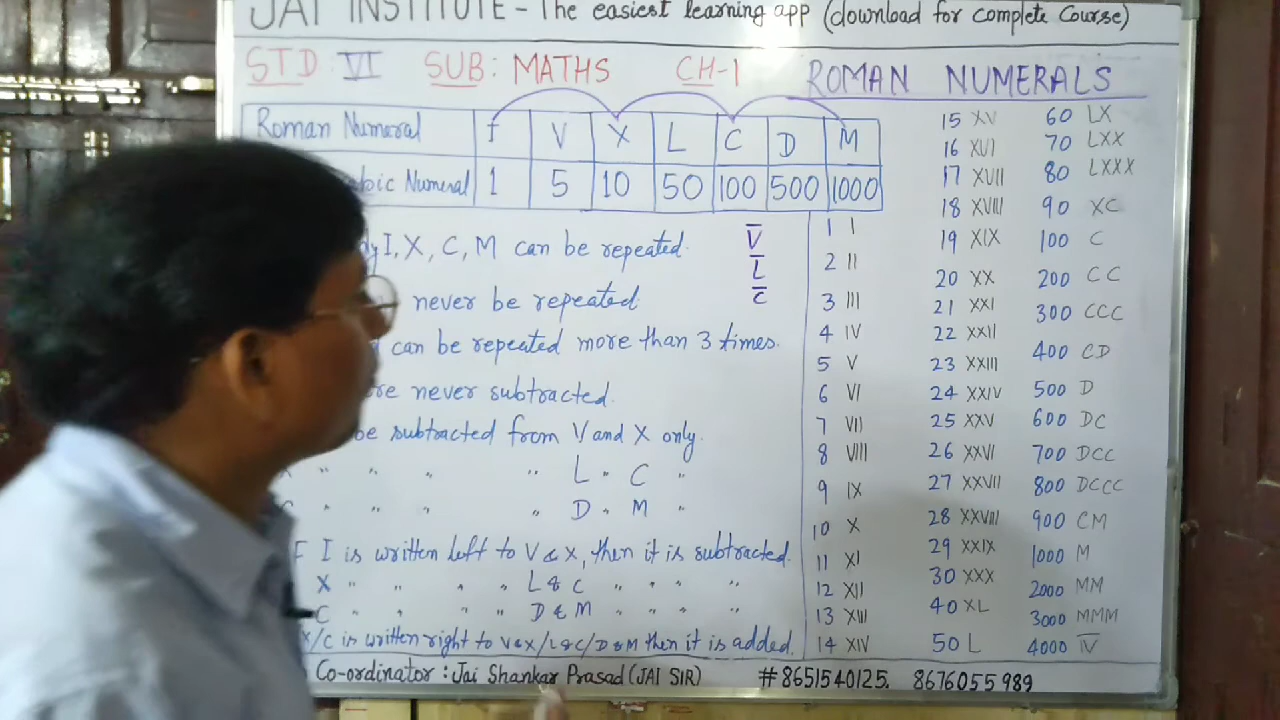 JAI INSTITUTE - The easiest learning app (download for complete Course)
STD VI SUB: MATHS CH-1 ROMAN NUMERALS
Roman Numeral I V X L C D M
Numeral 1 5 10 50 100 500 1000
I, X, C, M can be repeated.
never be repeated
can be repeated more than 3 times.
never subtracted.
be subtracted from V and X only.
" " " " L " C "
" " " " D " M "
I is written left to V & X, then it is subtracted.
X " " " " L & C " " " "
C " " " " D & M " " " "
X/C is written right to V & X/L & C/D & M then it is added.
V̅
L̅
C̅
1 I
2 II
3 III
4 IV
5 V
6 VI
7 VII
8 VIII
9 IX
10 X
11 XI
12 XII
13 XIII
14 XIV
15 XV
16 XVI
17 XVII
18 XVIII
19 XIX
20 XX
21 XXI
22 XXII
23 XXIII
24 XXIV
25 XXV
26 XXVI
27 XXVII
28 XXVIII
29 XXIX
30 XXX
40 XL
50 L
60 LX
70 LXX
80 LXXX
90 XC
100 C
200 CC
300 CCC
400 CD
500 D
600 DC
700 DCC
800 DCCC
900 CM
1000 M
2000 MM
3000 MMM
4000 I̅V̅
Co-ordinator : Jai Shankar Prasad (JAI SIR) #8651540125. 8676055989